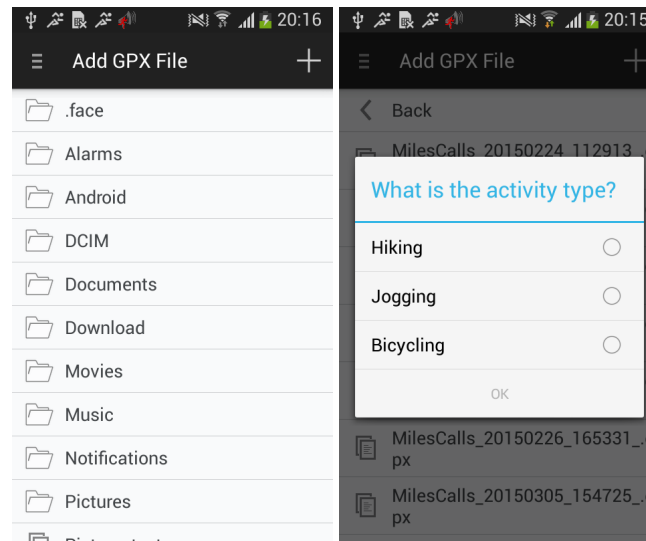 20:16
Add GPX File
.face
Alarms
Android
DCIM
Documents
Download
Movies
Music
Notifications
Pictures
20:15
Add GPX File
Back
MilesCalls_20150224_112913_
What is the activity type?
Hiking
Jogging
Bicycling
OK
MilesCalls_20150226_165331_.
px
MilesCalls_20150305_154725_.
px